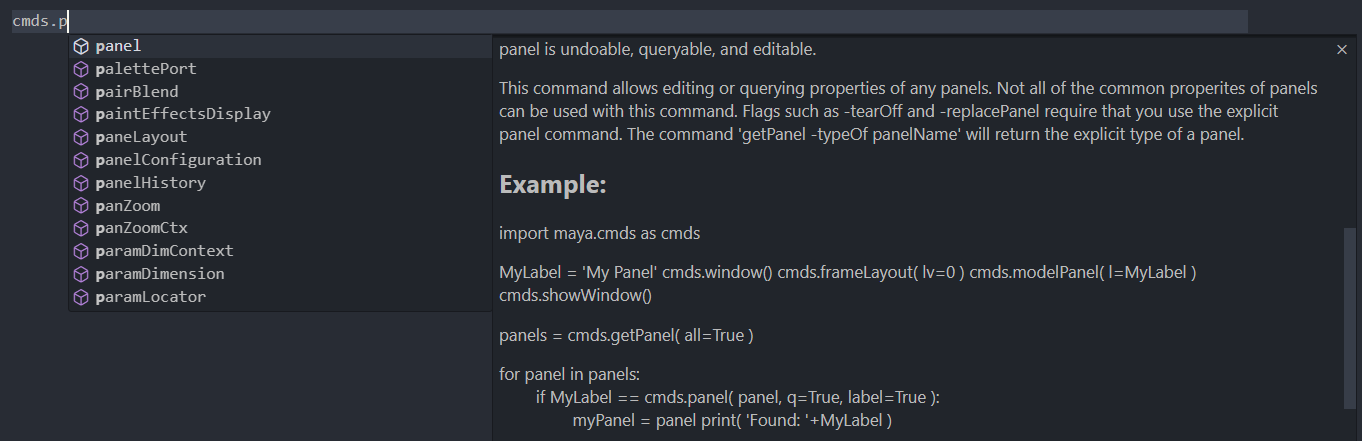 cmds.p
panel
palettePort
pairBlend
paintEffectsDisplay
paneLayout
panelConfiguration
panelHistory
panZoom
panZoomCtx
paramDimContext
paramDimension
paramLocator
panel is undoable, queryable, and editable.
This command allows editing or querying properties of any panels. Not all of the common properites of panels
can be used with this command. Flags such as -tearOff and -replacePanel require that you use the explicit
panel command. The command 'getPanel -typeOf panelName' will return the explicit type of a panel.
Example:
import maya.cmds as cmds
MyLabel = 'My Panel' cmds.window() cmds.frameLayout( lv=0 ) cmds.modelPanel( l=MyLabel )
cmds.showWindow()
panels = cmds.getPanel( all=True )
for panel in panels:
if MyLabel == cmds.panel( panel, q=True, label=True ):
myPanel = panel print( 'Found: '+MyLabel )